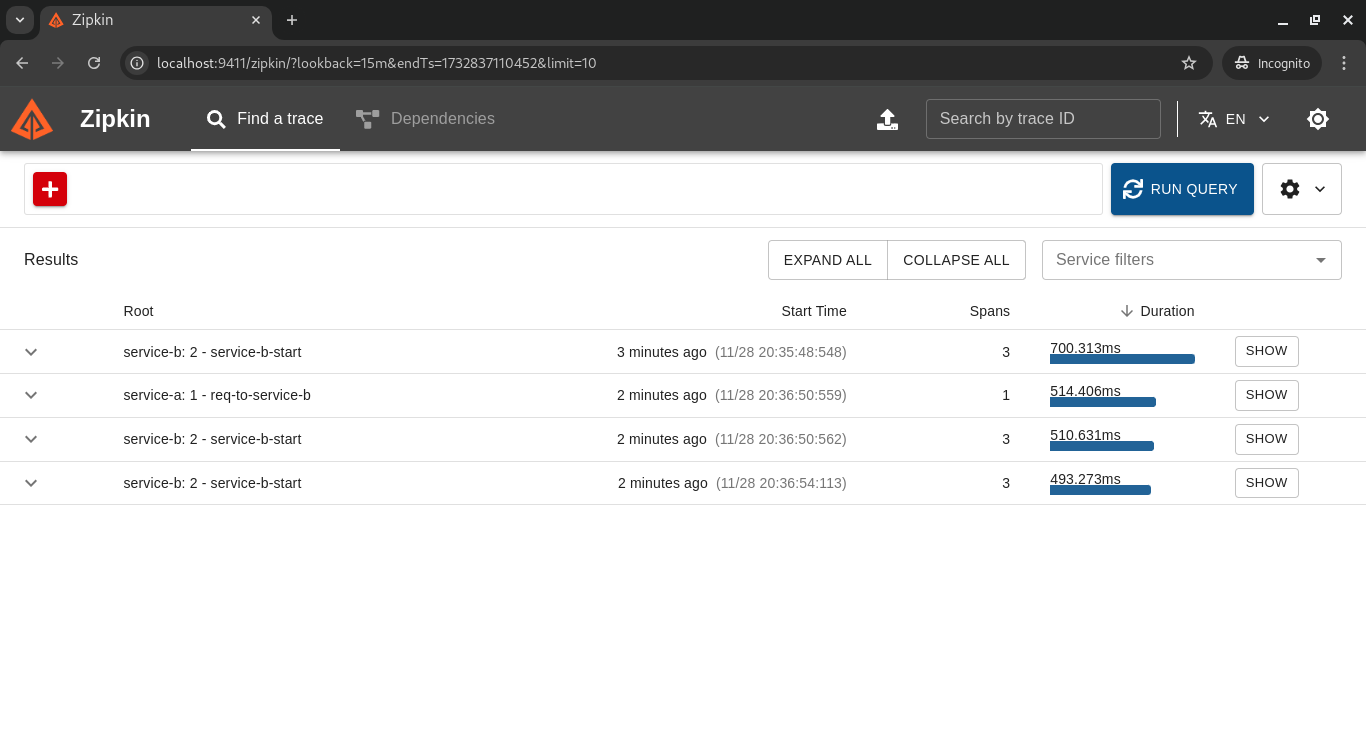 Zipkin
localhost:9411/zipkin/?lookback=15m&endTs=1732837110452&limit=10
Incognito
Zipkin
Find a trace
Dependencies
Search by trace ID
EN
RUN QUERY
Results
EXPAND ALL
COLLAPSE ALL
Service filters
Root Start Time Spans Duration
service-b: 2 - service-b-start 3 minutes ago (11/28 20:35:48:548) 3 700.313ms SHOW
service-a: 1 - req-to-service-b 2 minutes ago (11/28 20:36:50:559) 1 514.406ms SHOW
service-b: 2 - service-b-start 2 minutes ago (11/28 20:36:50:562) 3 510.631ms SHOW
service-b: 2 - service-b-start 2 minutes ago (11/28 20:36:54:113) 3 493.273ms SHOW